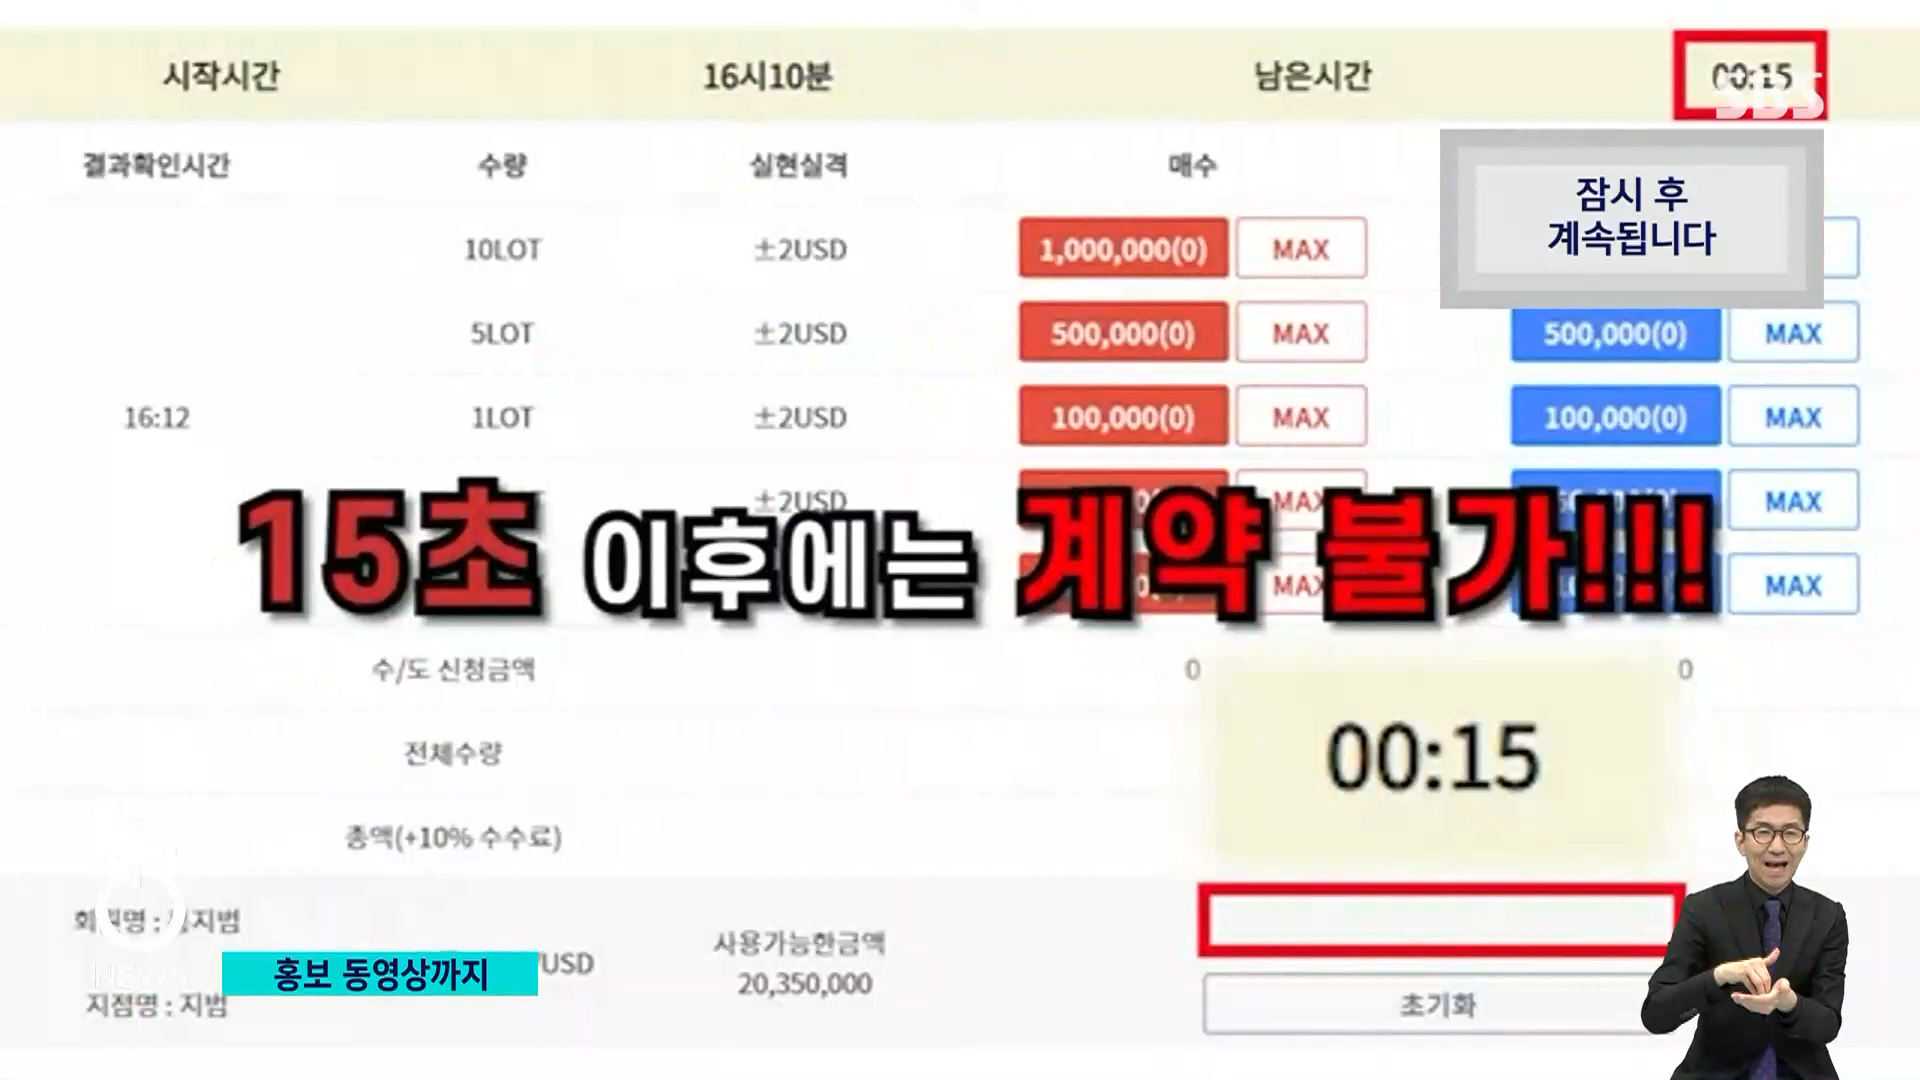 시작시간 16시10분 남은시간 00:15
SBS
결과확인시간 수량 실현실격 매수
잠시 후
계속됩니다
10LOT ±2USD 1,000,000(0) MAX
5LOT ±2USD 500,000(0) MAX 500,000(0) MAX
16:12 1LOT ±2USD 100,000(0) MAX 100,000(0) MAX
±2USD MAX MAX
15초 이후에는 계약 불가!!!
MAX MAX
수/도 신청금액 0 0
전체수량
00:15
총액(+10% 수수료)
사용가능한금액
/USD
20,350,000
NEWS
홍보 동영상까지
지점명 : 지범
초기화